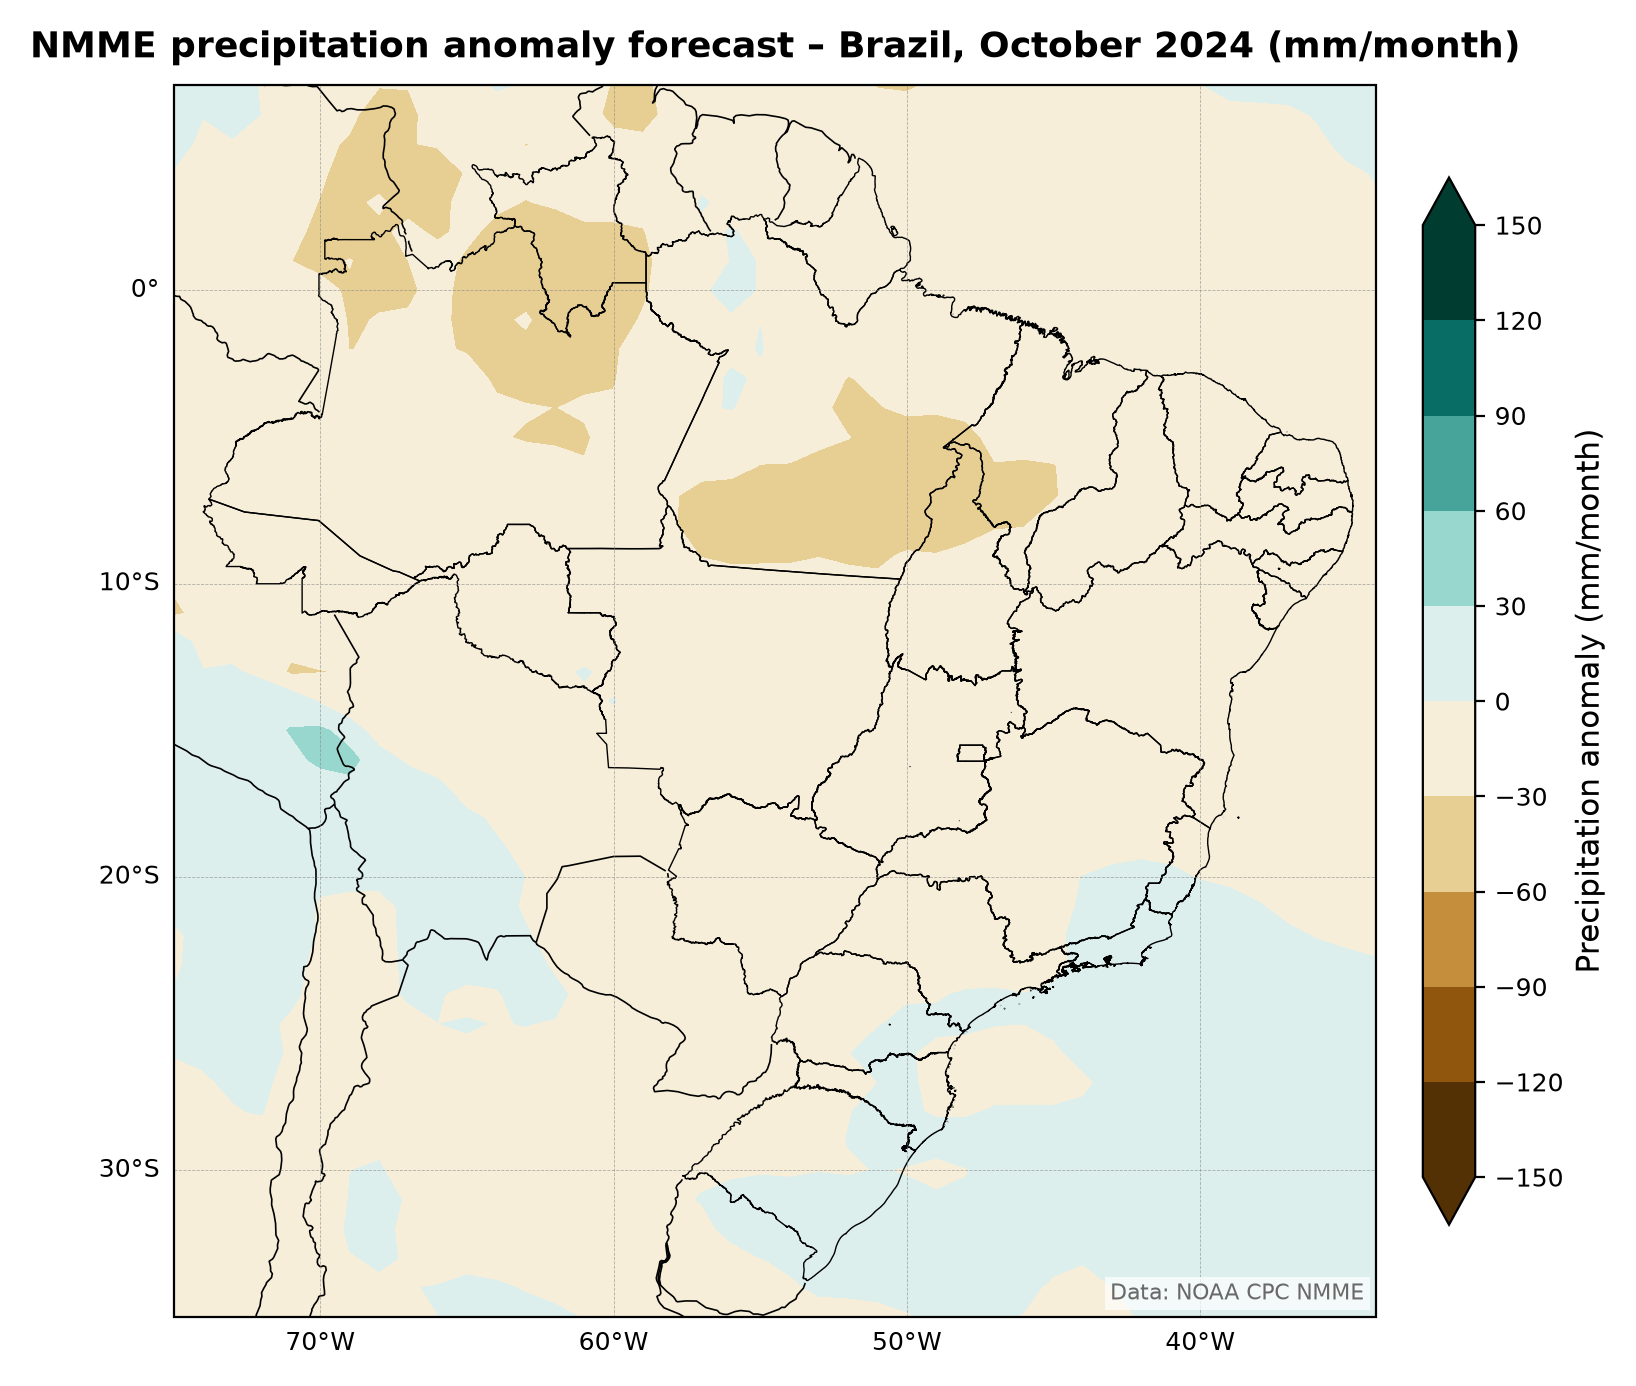 NMME precipitation anomaly forecast – Brazil, October 2024 (mm/month)
0°
10°S
20°S
30°S
70°W
60°W
50°W
40°W
150
120
90
60
30
0
−30
−60
−90
−120
−150
Precipitation anomaly (mm/month)
Data: NOAA CPC NMME